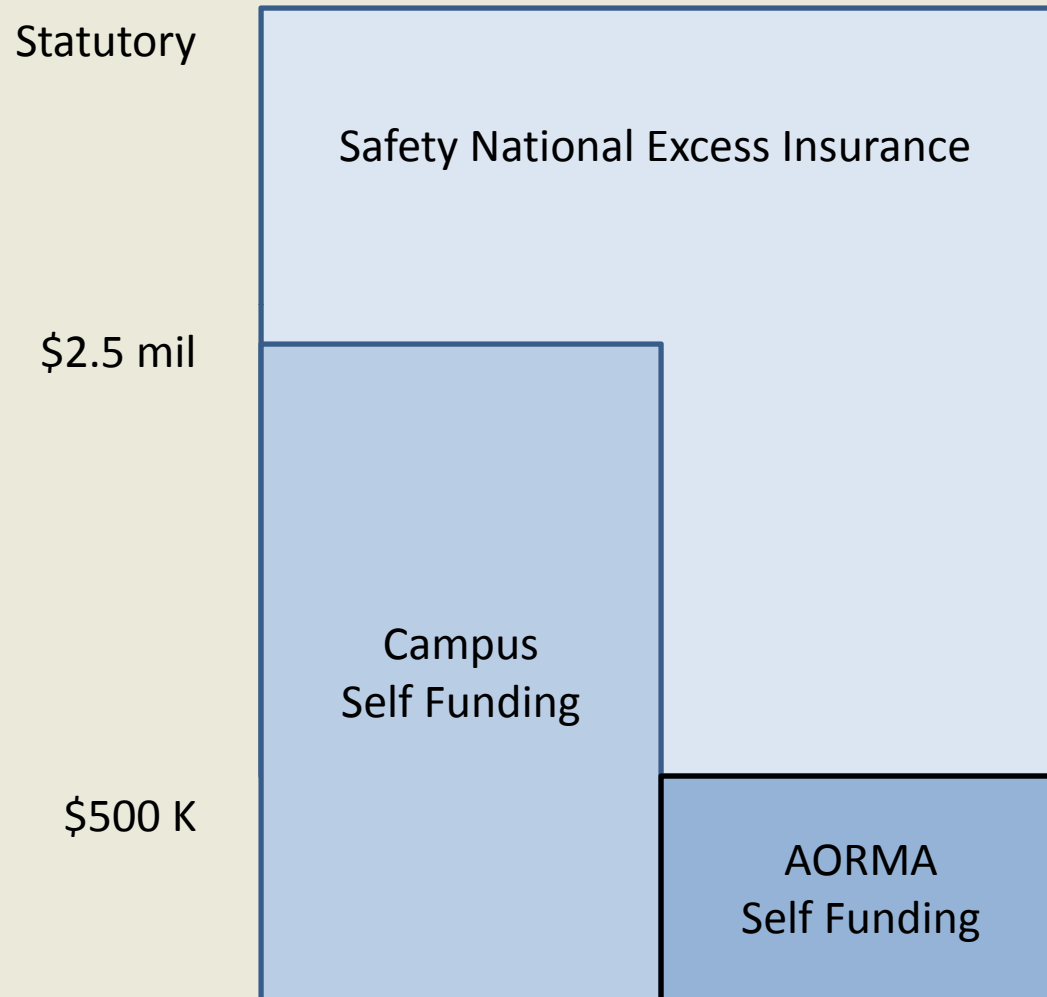 Statutory
Safety National Excess Insurance
$2.5 mil
Campus
Self Funding
$500 K
AORMA
Self Funding